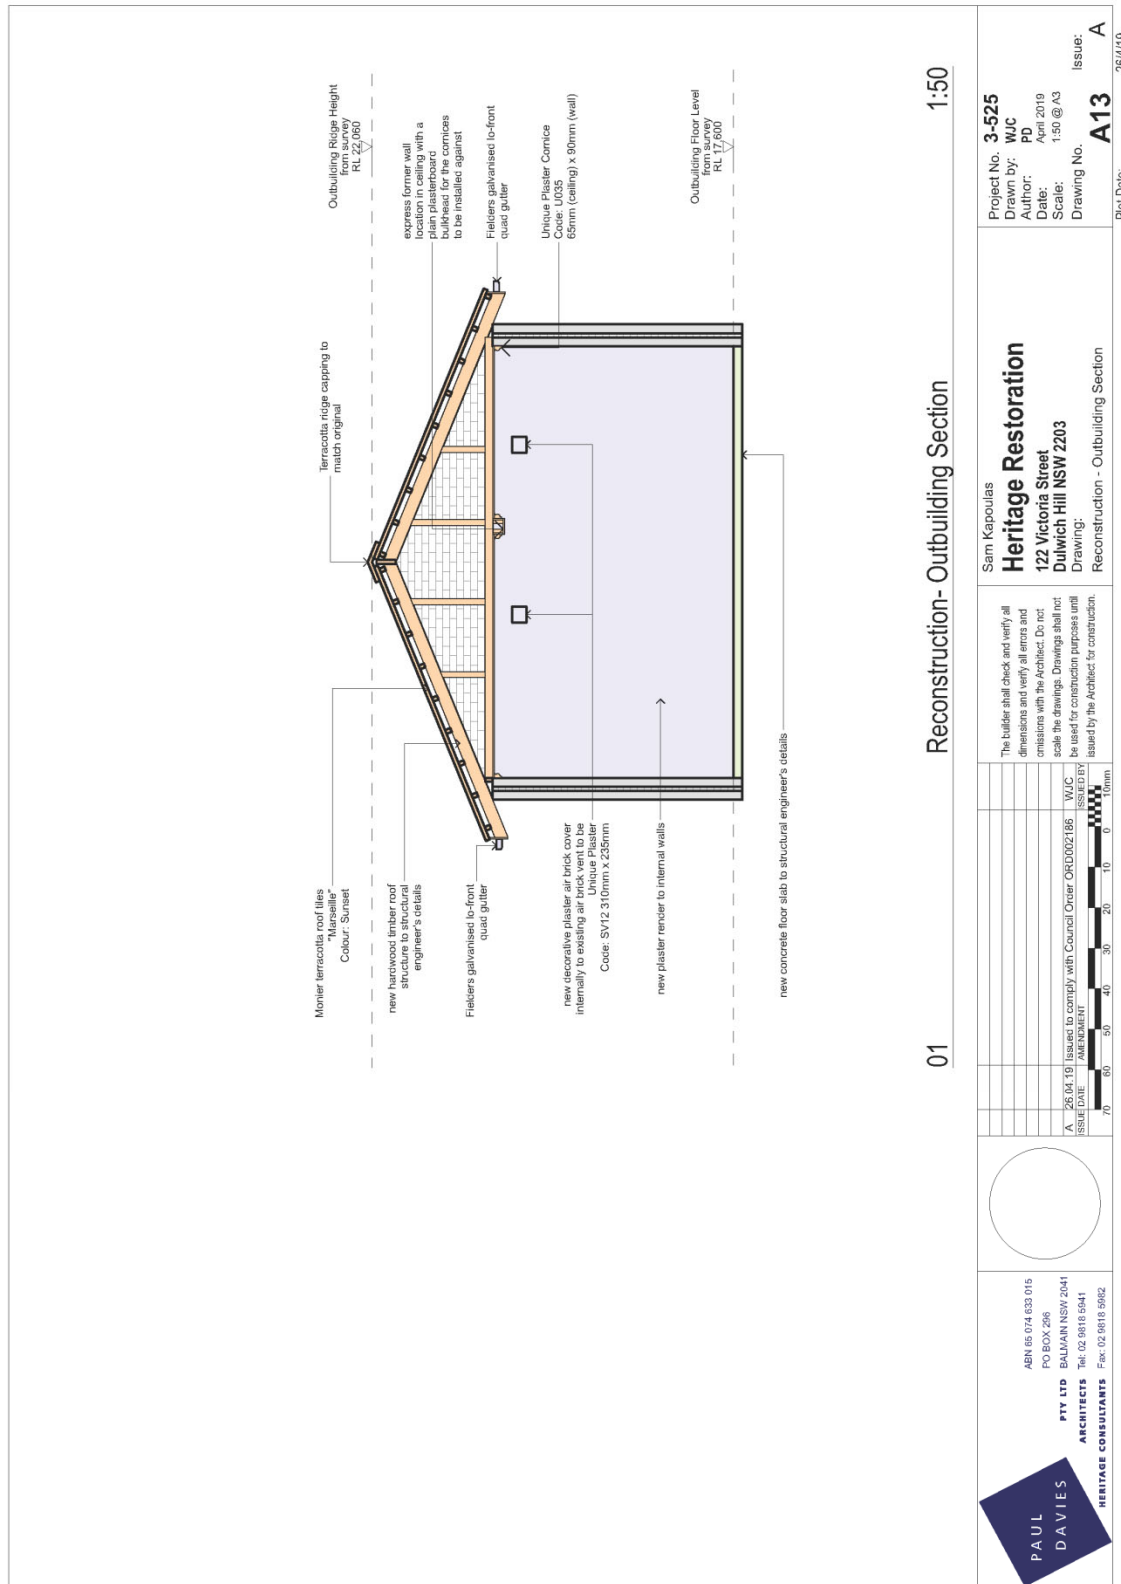 Outbuilding Ridge Height
from survey
RL 22,060
Terracotta ridge capping to
match original
Monier terracotta roof tiles
"Marseille"
Colour: Sunset
new hardwood timber roof
structure to structural
engineer's details
Fielders galvanised lo-front
quad gutter
new decorative plaster air brick cover
internally to existing air brick vent to be
Unique Plaster
Code: SV12 310mm x 235mm
new plaster render to internal walls
new concrete floor slab to structural engineer's details
express former wall
location in ceiling with a
plain plasterboard
bulkhead for the cornices
to be installed against
Fielders galvanised lo-front
quad gutter
Unique Plaster Cornice
Code: U035
65mm (ceiling) x 90mm (wall)
Outbuilding Floor Level
from survey
RL 17,600
01 Reconstruction- Outbuilding Section 1:50
PAUL
DAVIES
PTY LTD
ARCHITECTS
HERITAGE CONSULTANTS
ABN 65 074 633 015
PO BOX 296
BALMAIN NSW 2041
Tel: 02 9818 5941
Fax: 02 9818 5982
A 26.04.19 Issued to comply with Council Order ORD002186 WJC
ISSUE DATE AMENDMENT ISSUED BY
70 60 50 40 30 20 10 0 10mm
The builder shall check and verify all
dimensions and verify all errors and
omissions with the Architect. Do not
scale the drawings. Drawings shall not
be used for construction purposes until
issued by the Architect for construction.
Sam Kapoulas
Heritage Restoration
122 Victoria Street
Dulwich Hill NSW 2203
Drawing:
Reconstruction - Outbuilding Section
Project No. 3-525
Drawn by: WJC
Author: PD
Date: April 2019
Scale: 1:50 @ A3
Drawing No. Issue:
A13 A
Plot Date: 26/4/19